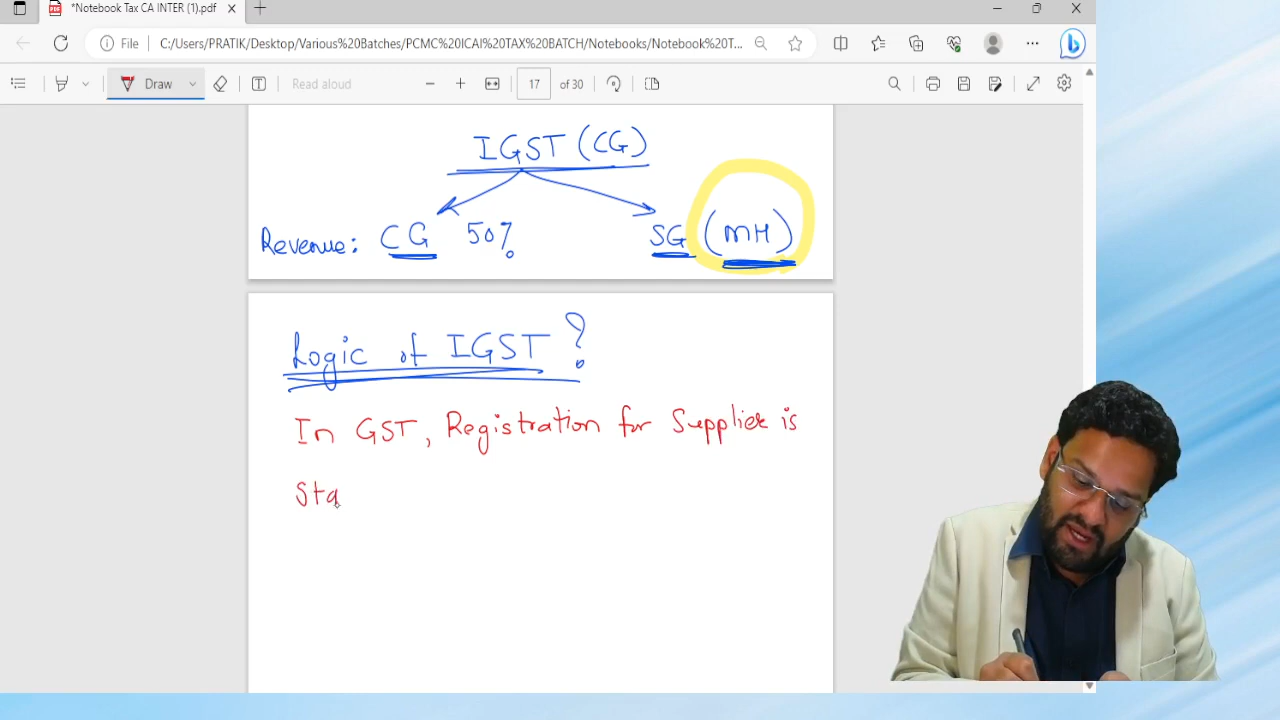 *Notebook Tax CA INTER (1).pdf
File C:/Users/PRATIK/Desktop/Various%20Batches/PCMC%20ICAI%20TAX%20BATCH/Notebooks/Notebook%20T...
Draw Read aloud 17 of 30
IGST (CG)
Revenue: CG 50% SG (MH)
Logic of IGST ?
In GST, Registration for Supplier is
Sta